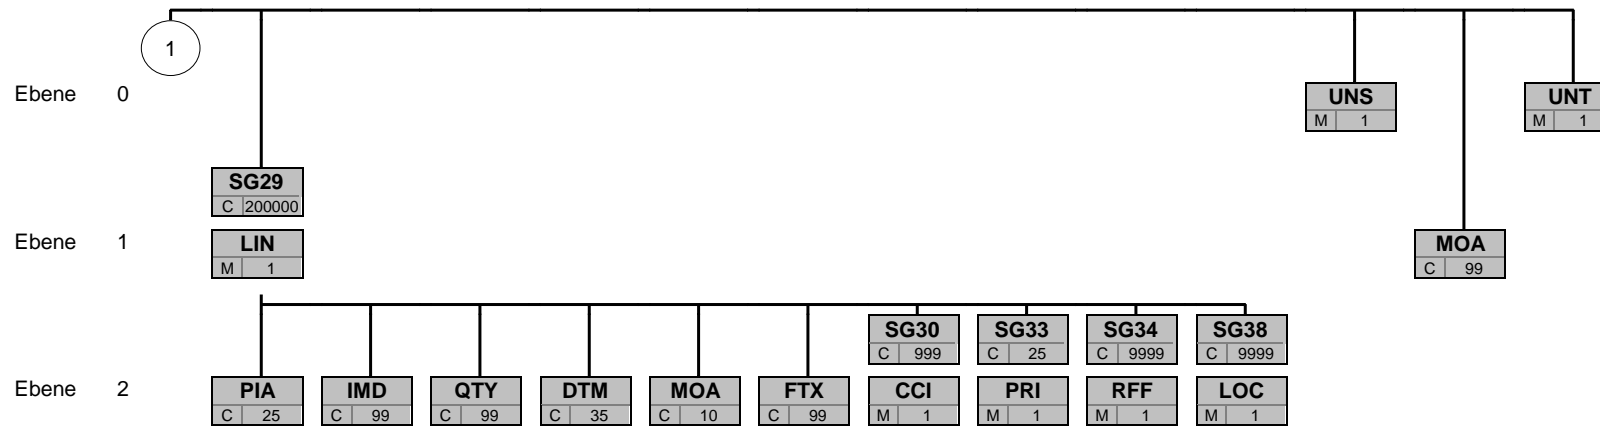 1
Ebene 0
UNS UNT
M 1 M 1
SG29
C 200000
Ebene 1
LIN MOA
M 1 C 99
SG30 SG33 SG34 SG38
C 999 C 25 C 9999 C 9999
Ebene 2
PIA IMD QTY DTM MOA FTX CCI PRI RFF LOC
C 25 C 99 C 99 C 35 C 10 C 99 M 1 M 1 M 1 M 1